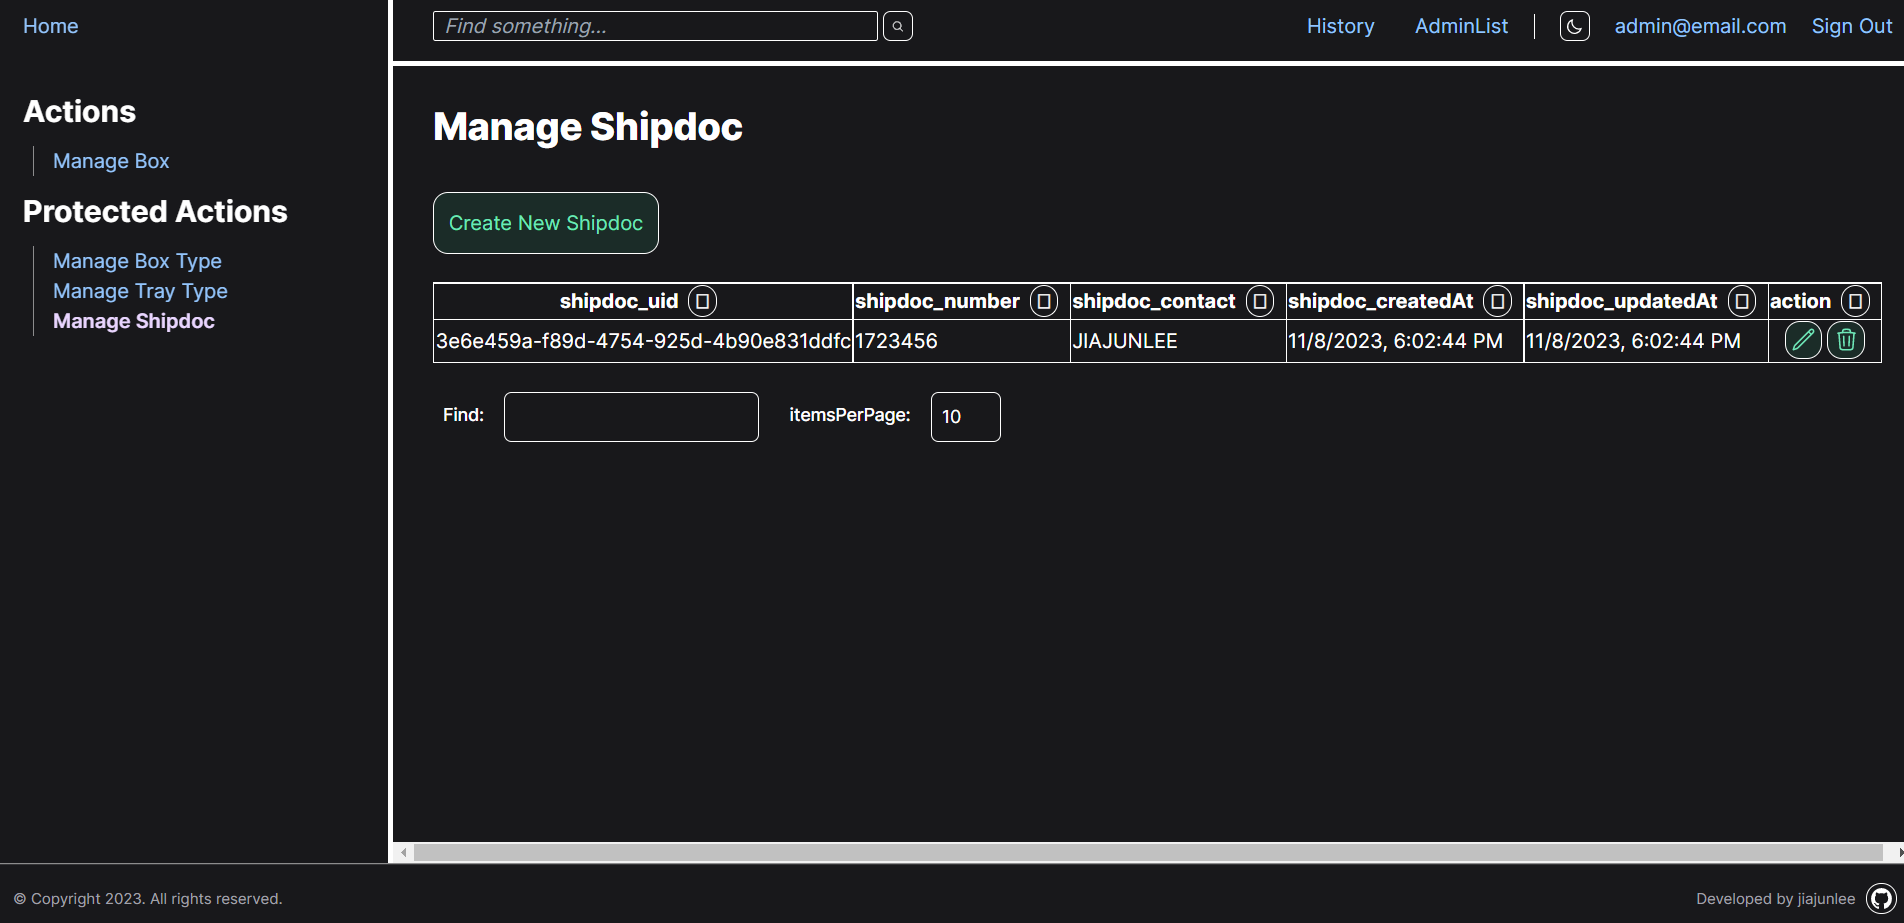 Home
Find something...
History
AdminList
admin@email.com
Sign Out
Actions
Manage Box
Protected Actions
Manage Box Type
Manage Tray Type
Manage Shipdoc
Manage Shipdoc
Create New Shipdoc
shipdoc_uid shipdoc_number shipdoc_contact shipdoc_createdAt shipdoc_updatedAt action
3e6e459a-f89d-4754-925d-4b90e831ddfc 1723456 JIAJUNLEE 11/8/2023, 6:02:44 PM 11/8/2023, 6:02:44 PM
Find: itemsPerPage: 10
© Copyright 2023. All rights reserved.
Developed by jiajunlee